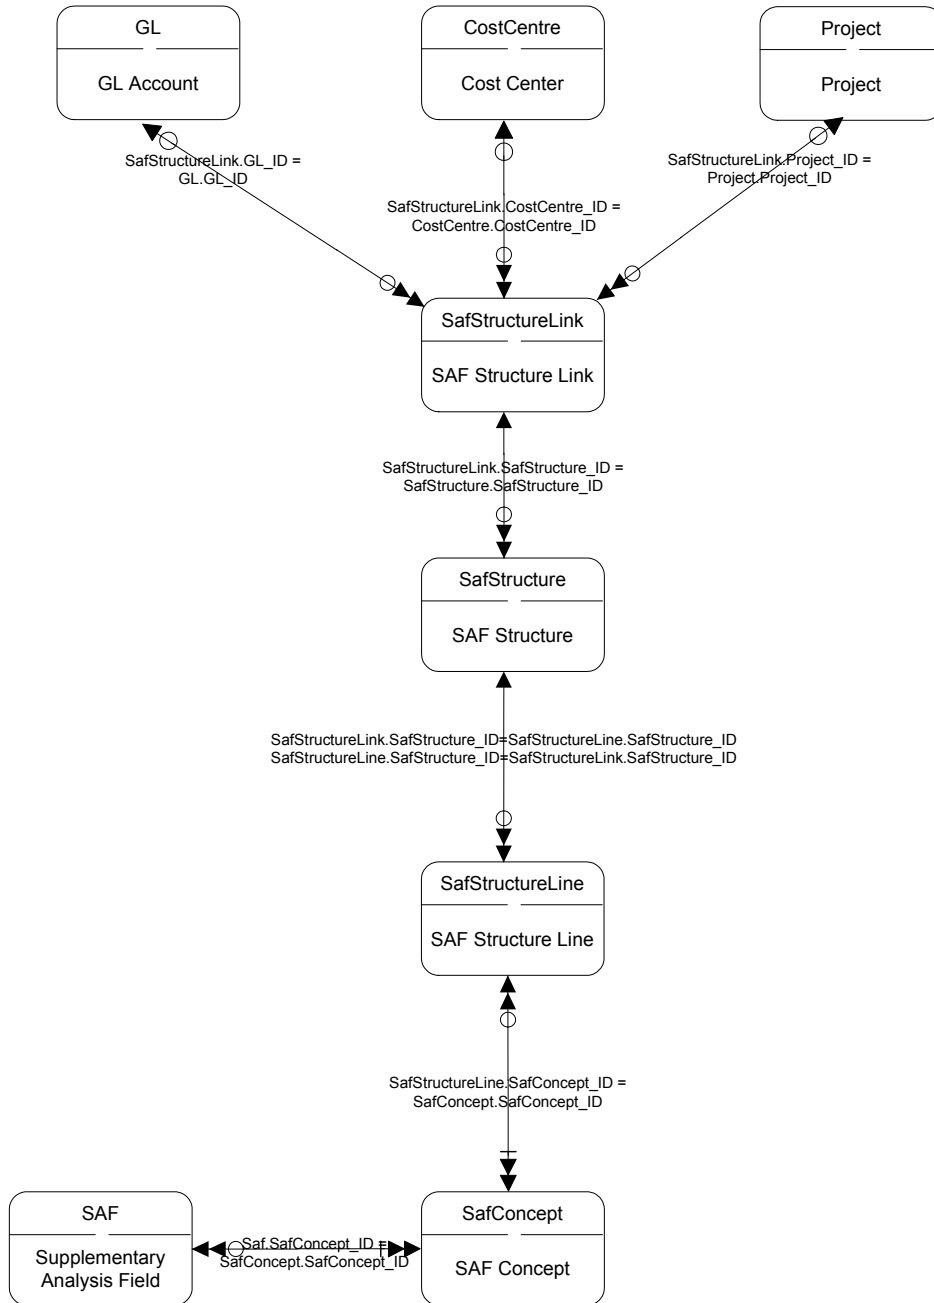 GL
GL Account
CostCentre
Cost Center
Project
Project
SafStructureLink.GL_ID =
GL.GL_ID
SafStructureLink.CostCentre_ID =
CostCentre.CostCentre_ID
SafStructureLink.Project_ID =
Project.Project_ID
SafStructureLink
SAF Structure Link
SafStructureLink.SafStructure_ID =
SafStructure.SafStructure_ID
SafStructure
SAF Structure
SafStructureLink.SafStructure_ID=SafStructureLine.SafStructure_ID
SafStructureLine.SafStructure_ID=SafStructureLink.SafStructure_ID
SafStructureLine
SAF Structure Line
SafStructureLine.SafConcept_ID =
SafConcept.SafConcept_ID
SAF
Supplementary
Analysis Field
Saf.SafConcept_ID =
SafConcept.SafConcept_ID
SafConcept
SAF Concept